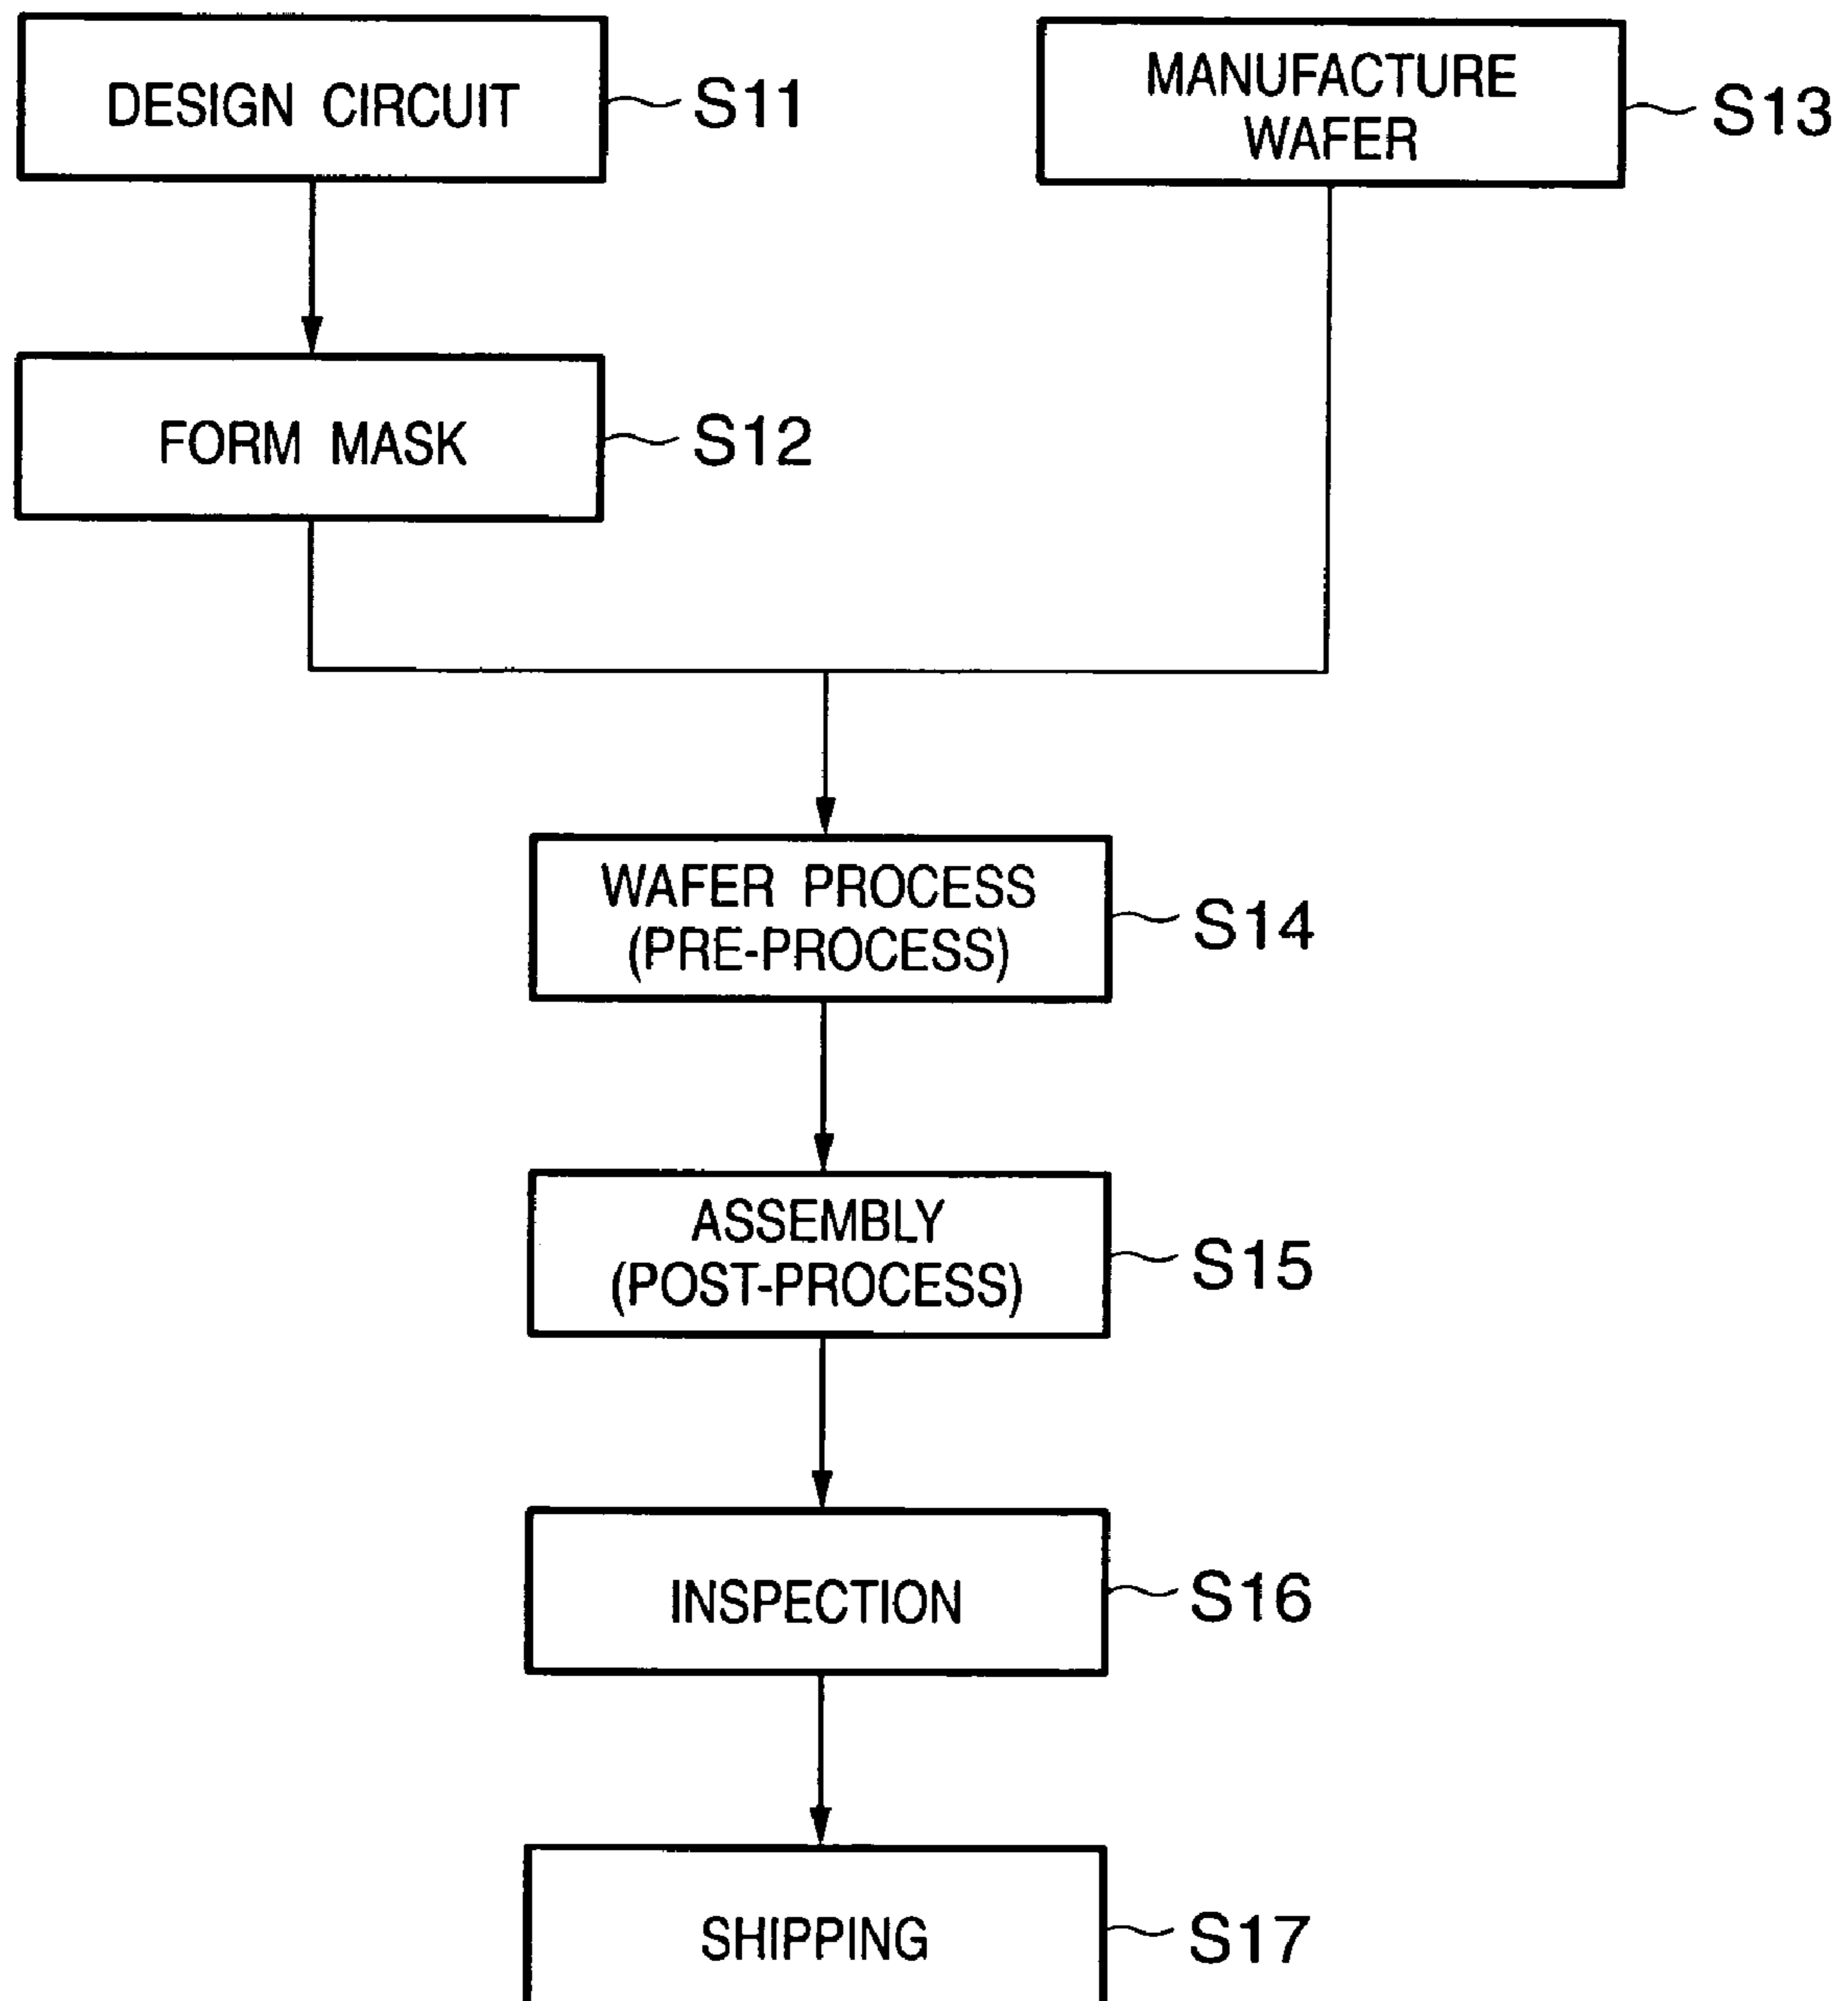 DESIGN CIRCUIT
S11
MANUFACTURE
WAFER
S13
FORM MASK
S12
WAFER PROCESS
(PRE-PROCESS)
S14
ASSEMBLY
(POST-PROCESS)
S15
INSPECTION
S16
SHIPPING
S17